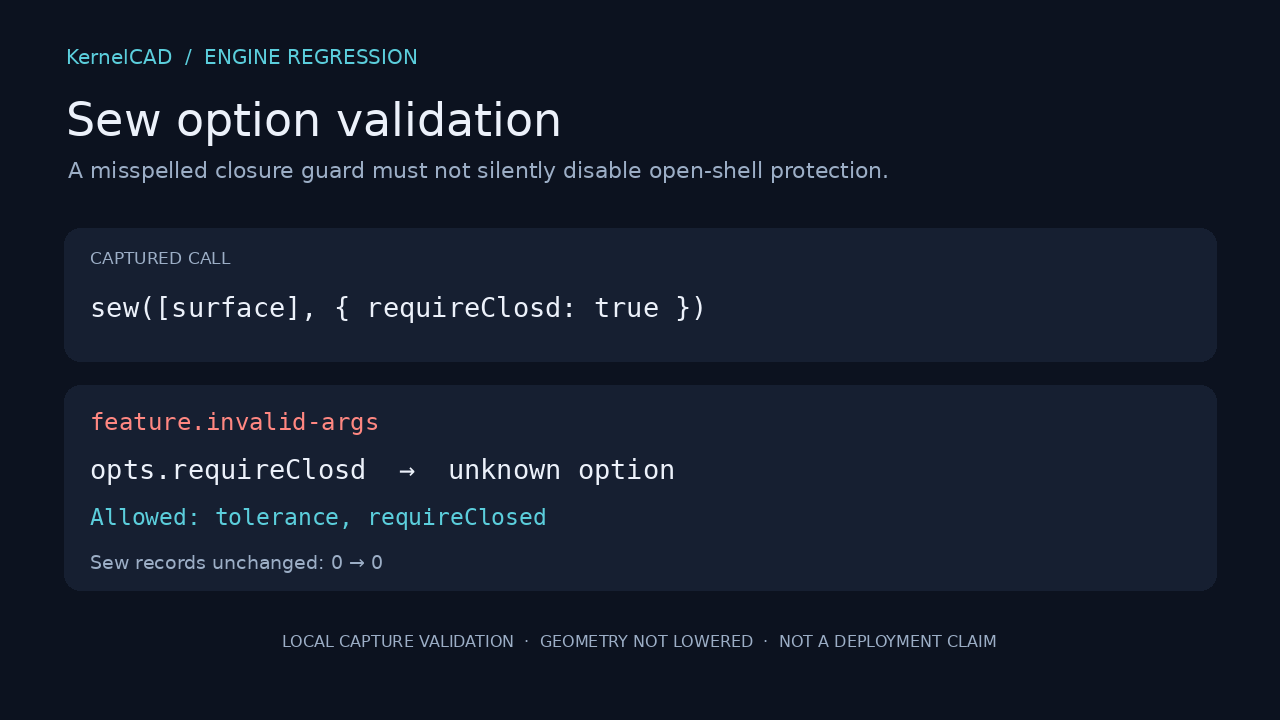 KernelCAD / ENGINE REGRESSION
Sew option validation
A misspelled closure guard must not silently disable open-shell protection.
CAPTURED CALL
sew([surface], { requireClosd: true })
feature.invalid-args
opts.requireClosd → unknown option
Allowed: tolerance, requireClosed
Sew records unchanged: 0 → 0
LOCAL CAPTURE VALIDATION · GEOMETRY NOT LOWERED · NOT A DEPLOYMENT CLAIM